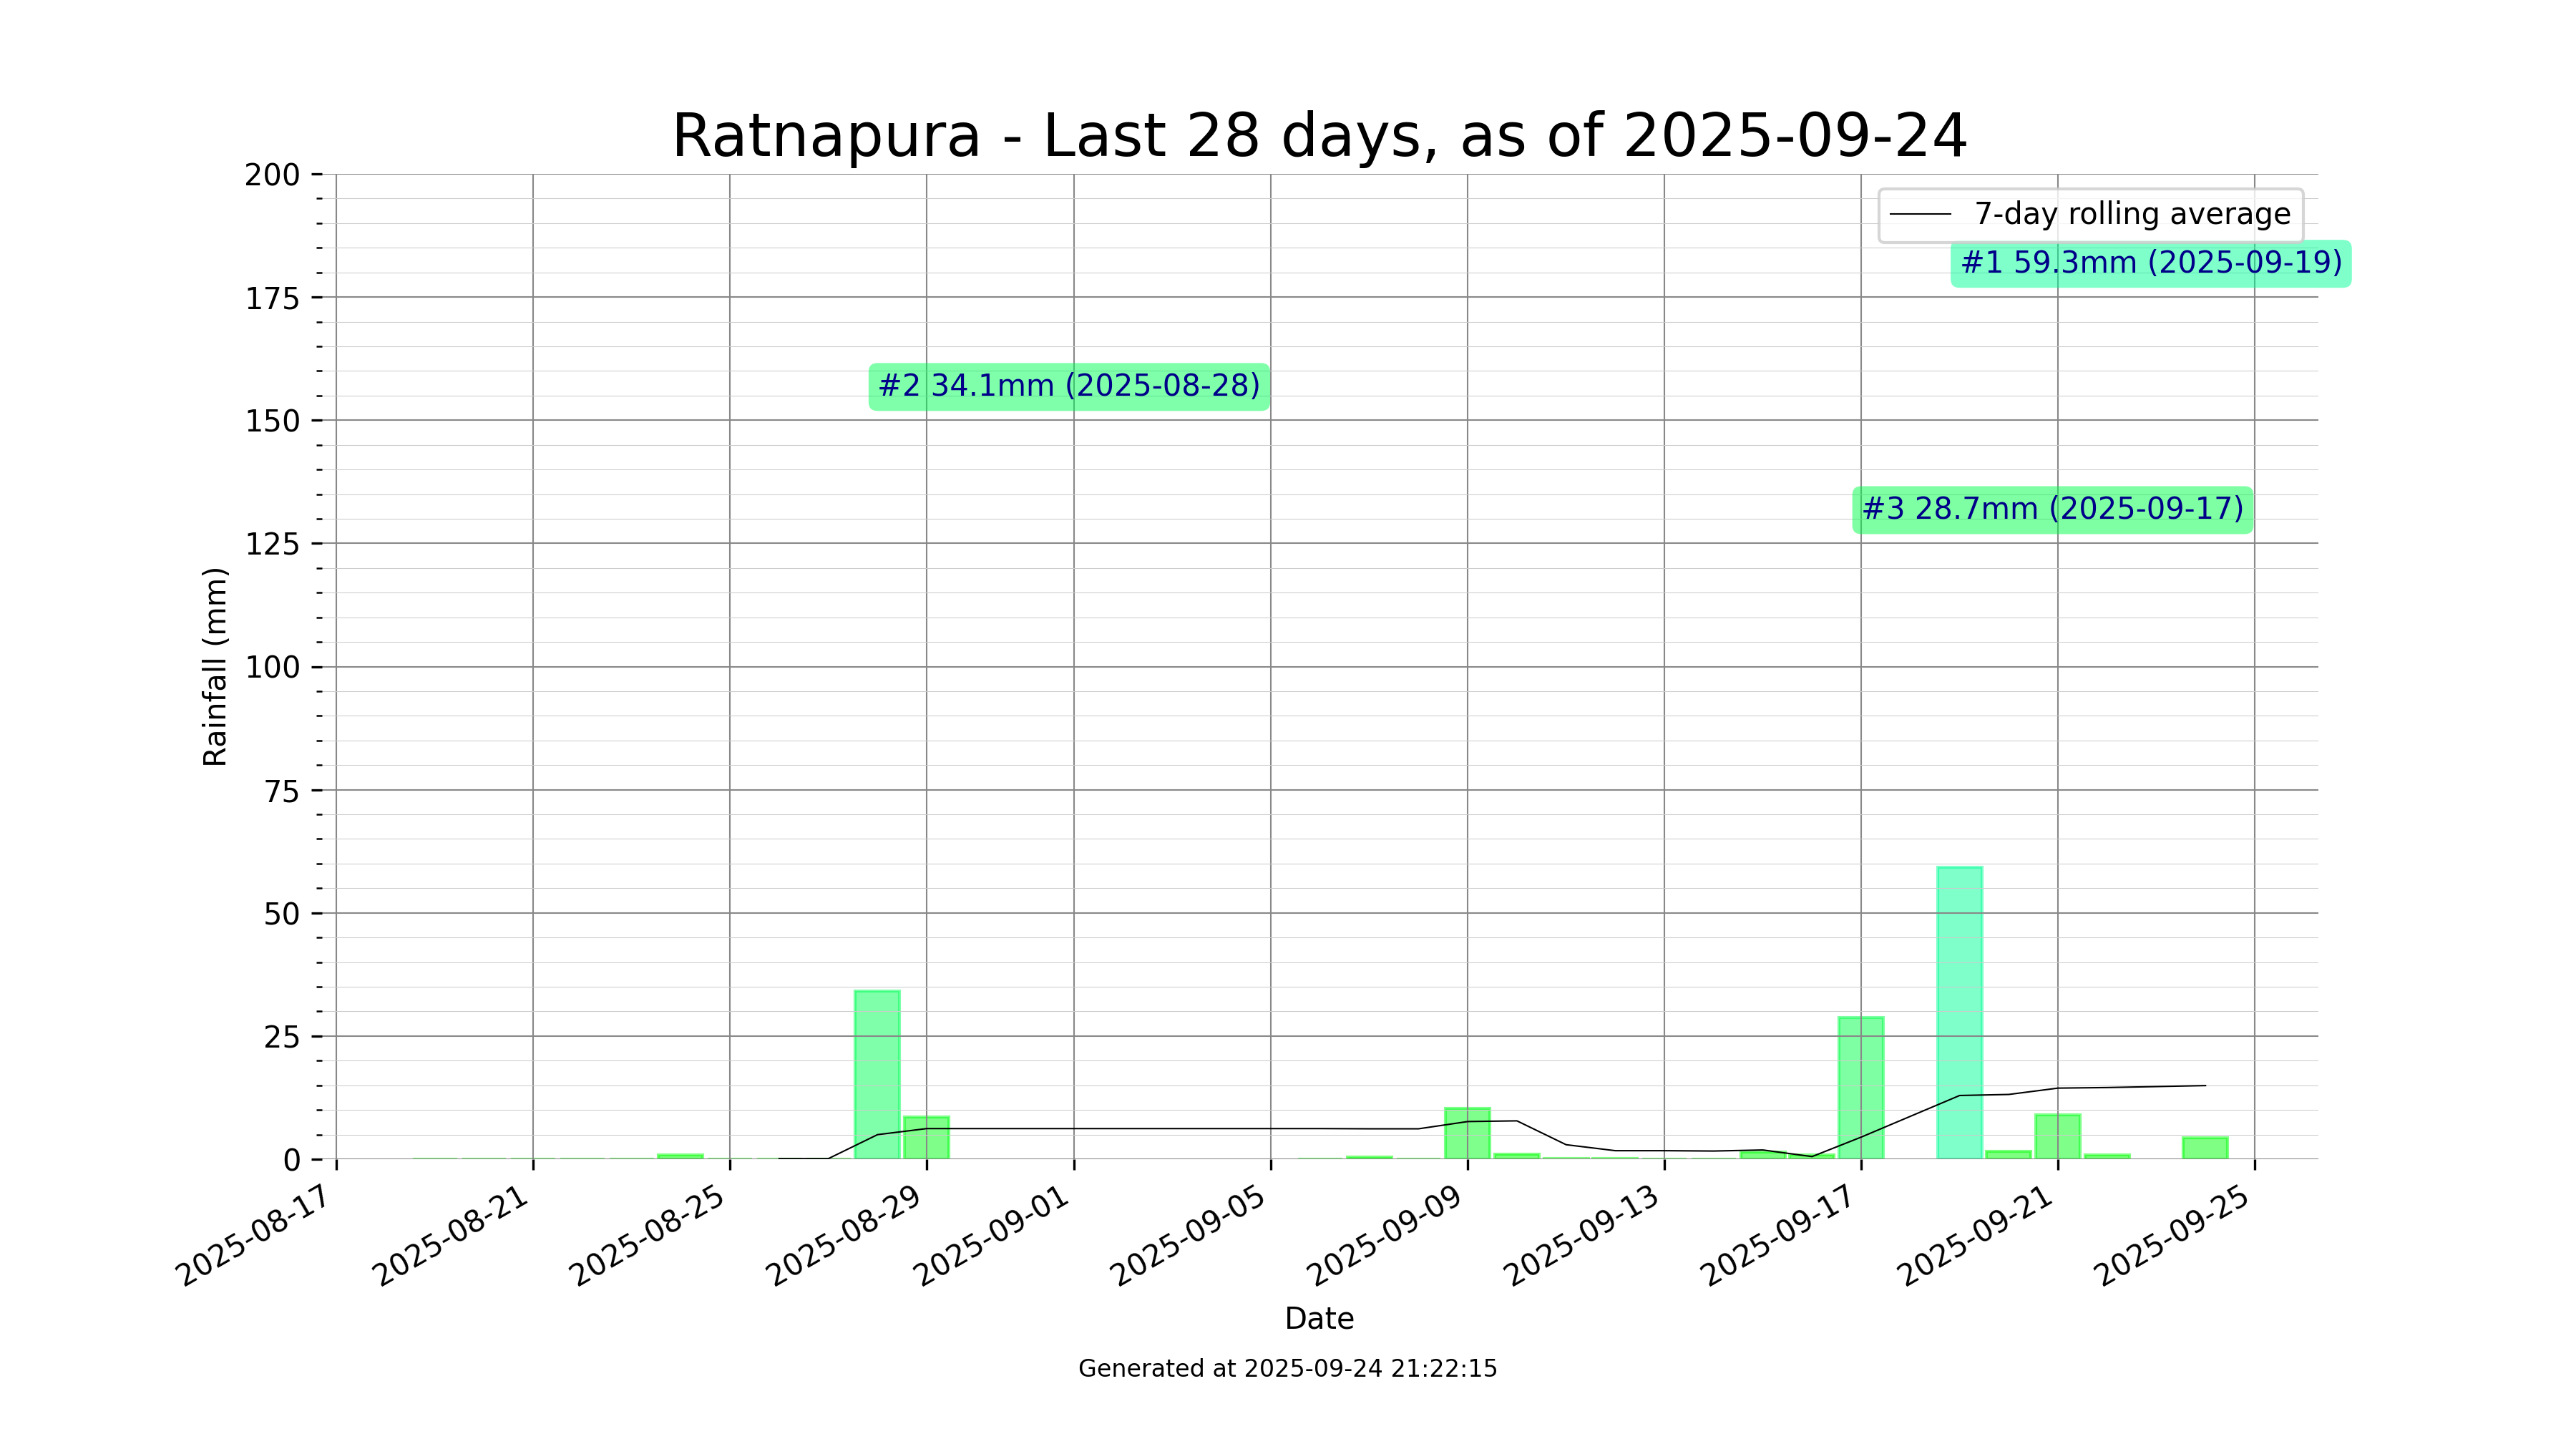 Ratnapura - Last 28 days, as of 2025-09-24
200
175
150
125
100
75
50
25
0
Rainfall (mm)
7-day rolling average
#1 59.3mm (2025-09-19)
#2 34.1mm (2025-08-28)
#3 28.7mm (2025-09-17)
2025-08-17
2025-08-21
2025-08-25
2025-08-29
2025-09-01
2025-09-05
2025-09-09
2025-09-13
2025-09-17
2025-09-21
2025-09-25
Date
Generated at 2025-09-24 21:22:15